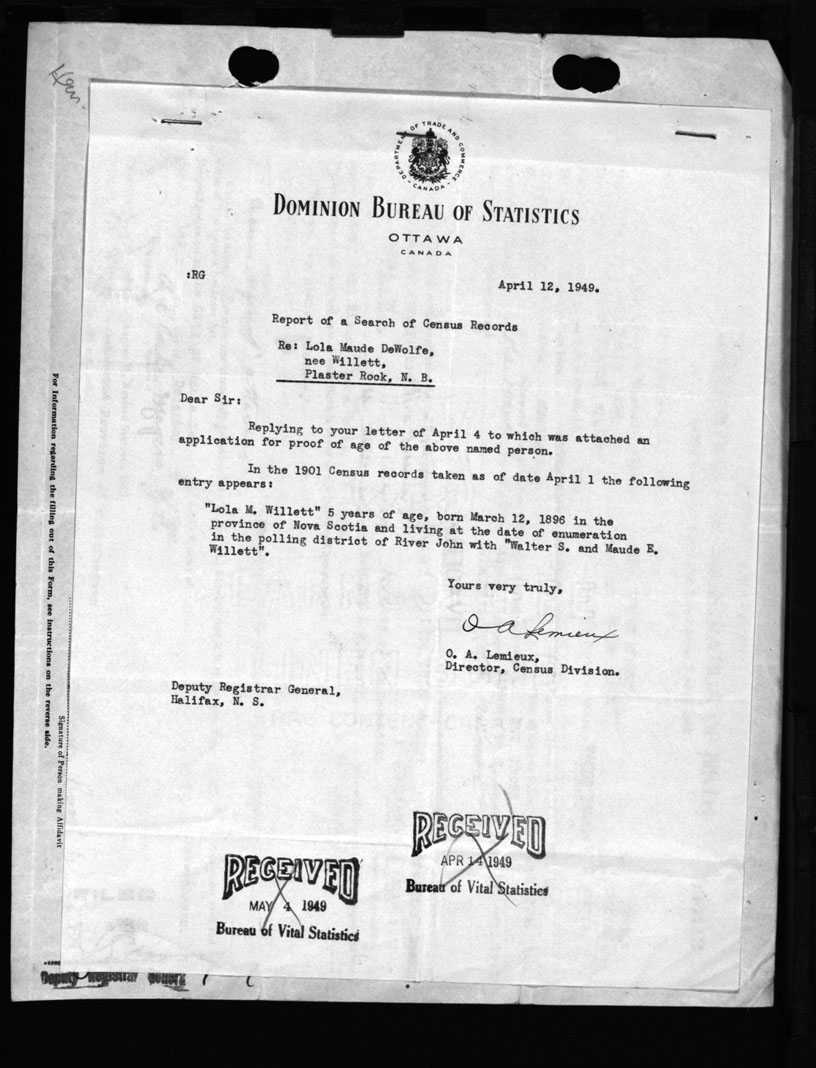 DEPARTMENT OF TRADE AND COMMERCE
- CANADA -
DOMINION BUREAU OF STATISTICS
OTTAWA
CANADA
:RG
April 12, 1949.
Report of a Search of Census Records
Re: Lola Maude DeWolfe,
nee Willett,
Plaster Rock, N. B.
Dear Sir:
Replying to your letter of April 4 to which was attached an
application for proof of age of the above named person.
In the 1901 Census records taken as of date April 1 the following
entry appears:
"Lola M. Willett" 5 years of age, born March 12, 1896 in the
province of Nova Scotia and living at the date of enumeration
in the polling district of River John with "Walter S. and Maude E.
Willett".
Yours very truly,
O A Lemieux
O. A. Lemieux,
Director, Census Division.
Deputy Registrar General,
Halifax, N. S.
RECEIVED
APR 14 1949
Bureau of Vital Statistics
RECEIVED
MAY 4 1949
Bureau of Vital Statistics
For Information regarding the filling out of this Form, see instructions on the reverse side.
Signature of Person making Affidavit
Deputy Registrar